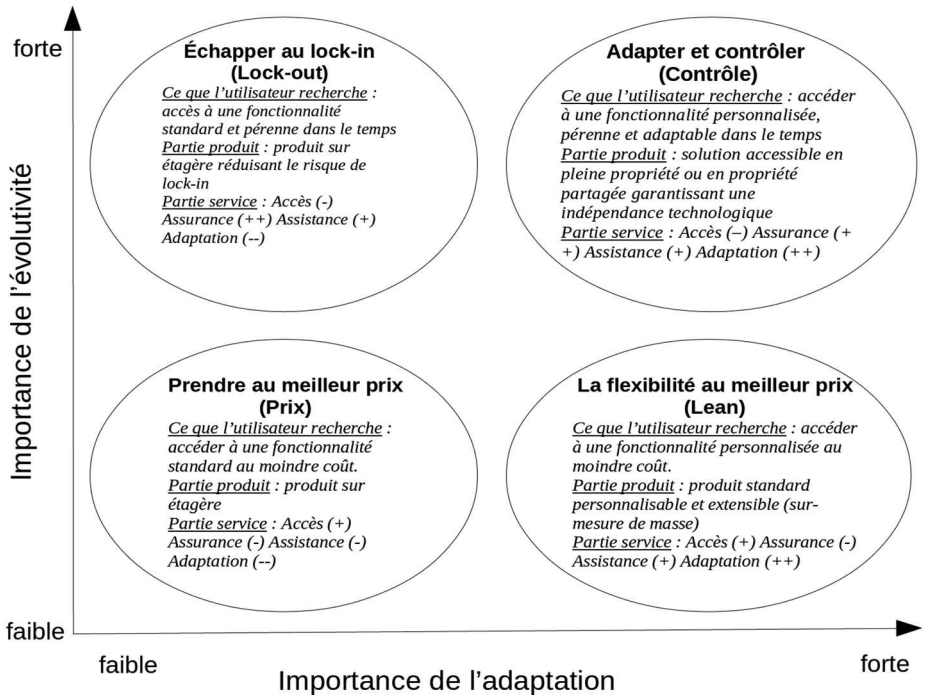 forte
Échapper au lock-in
(Lock-out)
Ce que l'utilisateur recherche :
accès à une fonctionnalité
standard et pérenne dans le temps
Partie produit : produit sur
étagère réduisant le risque de
lock-in
Partie service : Accès (-)
Assurance (++) Assistance (+)
Adaptation (--)
Adapter et contrôler
(Contrôle)
Ce que l'utilisateur recherche : accéder
à une fonctionnalité personnalisée,
pérenne et adaptable dans le temps
Partie produit : solution accessible en
pleine propriété ou en propriété
partagée garantissant une
indépendance technologique
Partie service : Accès (–) Assurance (+
+) Assistance (+) Adaptation (++)
Importance de l'évolutivité
Prendre au meilleur prix
(Prix)
Ce que l'utilisateur recherche :
accéder à une fonctionnalité
standard au moindre coût.
Partie produit : produit sur
étagère
Partie service : Accès (+)
Assurance (-) Assistance (-)
Adaptation (--)
La flexibilité au meilleur prix
(Lean)
Ce que l'utilisateur recherche : accéder
à une fonctionnalité personnalisée au
moindre coût.
Partie produit : produit standard
personnalisable et extensible (sur-
mesure de masse)
Partie service : Accès (+) Assurance (-)
Assistance (+) Adaptation (++)
faible
faible
forte
Importance de l'adaptation